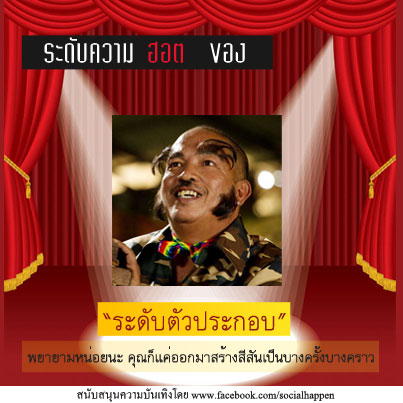 ระดับความ ฮอต ของ
“ระดับตัวประกอบ”
พยายามหน่อยนะ คุณก็แค่ออกมาสร้างสีสันเป็นบางครั้งบางคราว
สนับสนุนความบันเทิงโดย www.facebook.com/socialhappen